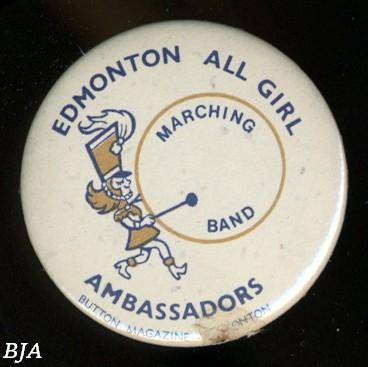 EDMONTON ALL GIRL
MARCHING
BAND
AMBASSADORS
BUTTON MAGAZINE
BJA